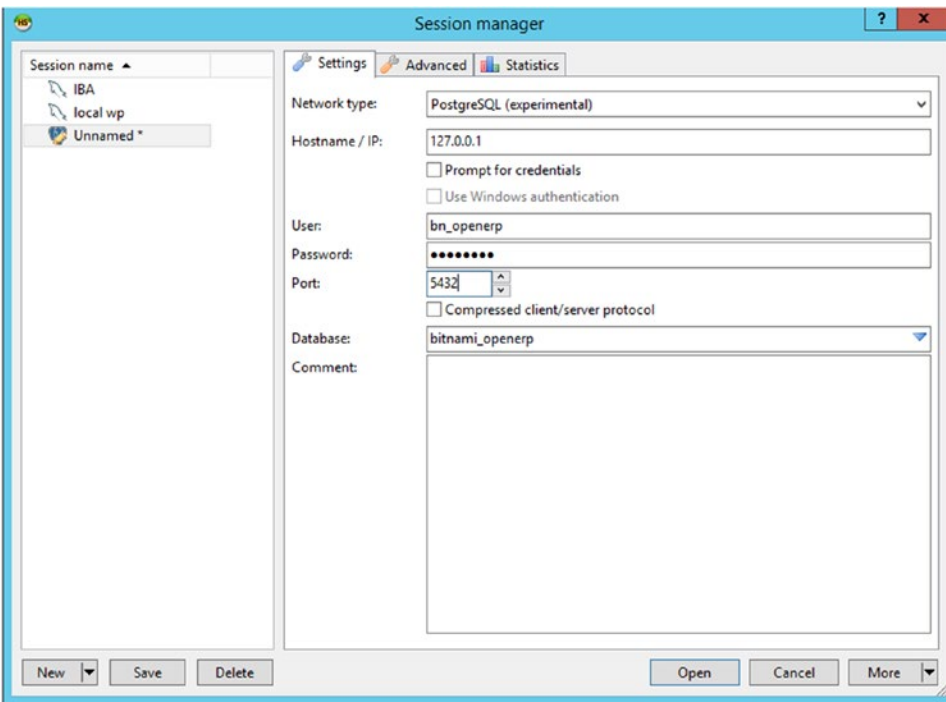 HS
Session manager
?
x
Session name
IBA
local wp
Unnamed *
Settings
Advanced
Statistics
Network type:
PostgreSQL (experimental)
Hostname / IP:
127.0.0.1
Prompt for credentials
Use Windows authentication
User:
bn_openerp
Password:
●●●●●●●●
Port:
5432
Compressed client/server protocol
Database:
bitnami_openerp
Comment:
New
Save
Delete
Open
Cancel
More